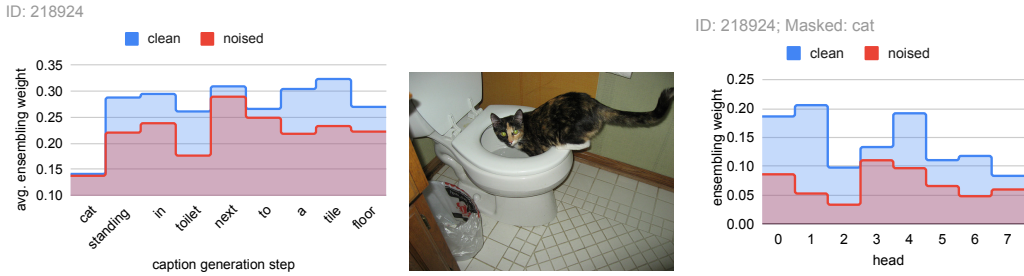 ID: 218924
clean noised
avg. ensembling weight
0.35
0.30
0.25
0.20
0.15
0.10
cat standing in toilet next to a tile floor
caption generation step
ID: 218924; Masked: cat
clean noised
ensembling weight
0.25
0.20
0.15
0.10
0.05
0.00
0 1 2 3 4 5 6 7
head